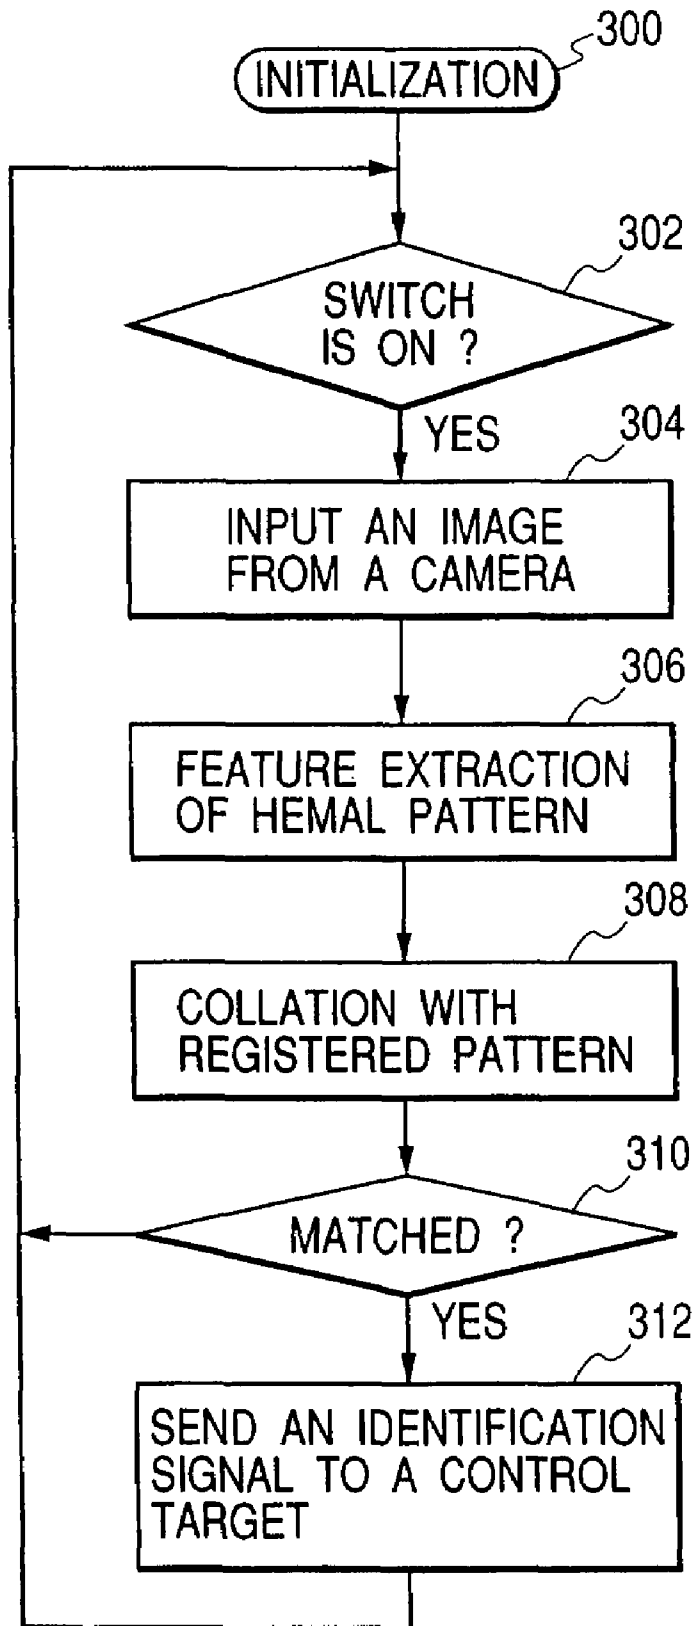 300
INITIALIZATION
302
SWITCH
IS ON ?
YES
304
INPUT AN IMAGE
FROM A CAMERA
306
FEATURE EXTRACTION
OF HEMAL PATTERN
308
COLLATION WITH
REGISTERED PATTERN
310
MATCHED ?
YES
312
SEND AN IDENTIFICATION
SIGNAL TO A CONTROL
TARGET